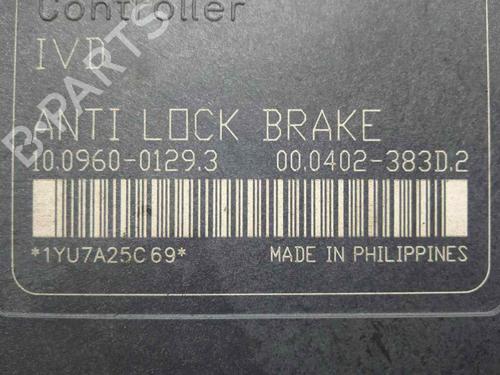 Controller
IVD
ANTI LOCK BRAKE
10.0960-0129.3 00.0402-383D.2
*1YU7A25C69* MADE IN PHILIPPINES
B-PARTS